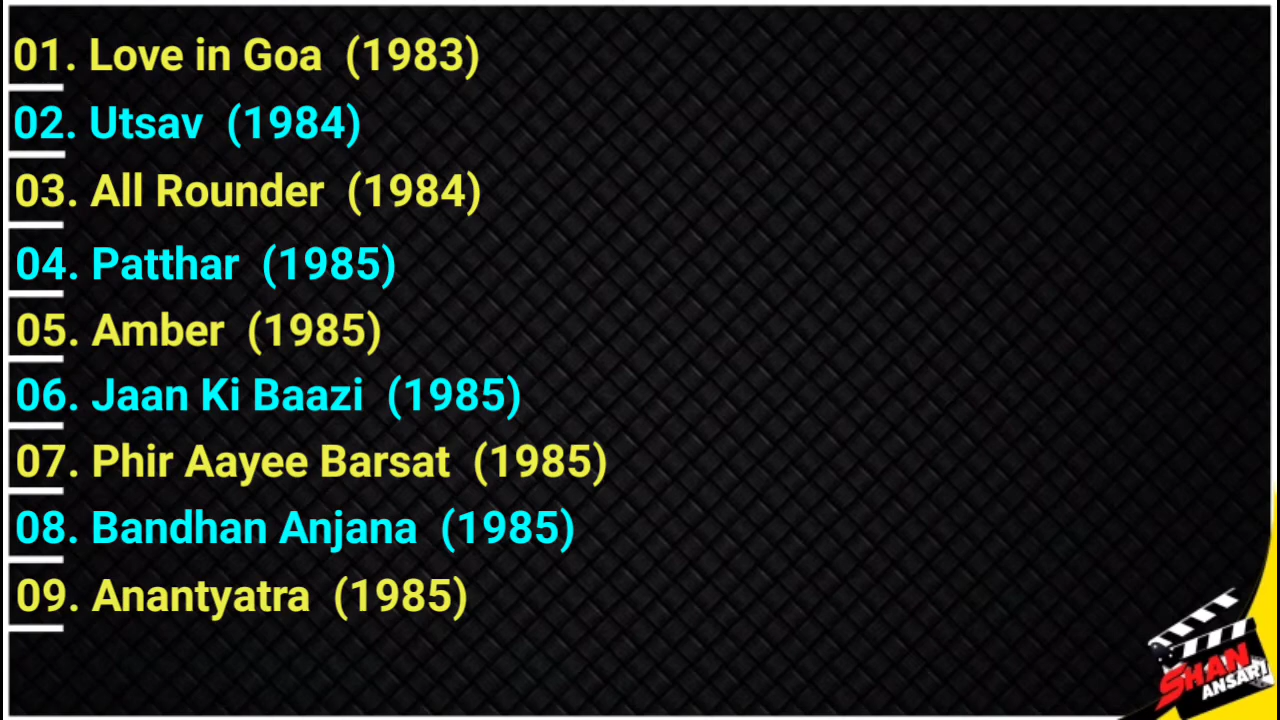 01. Love in Goa (1983)
02. Utsav (1984)
03. All Rounder (1984)
04. Patthar (1985)
05. Amber (1985)
06. Jaan Ki Baazi (1985)
07. Phir Aayee Barsat (1985)
08. Bandhan Anjana (1985)
09. Anantyatra (1985)
SHAN
ANSARI